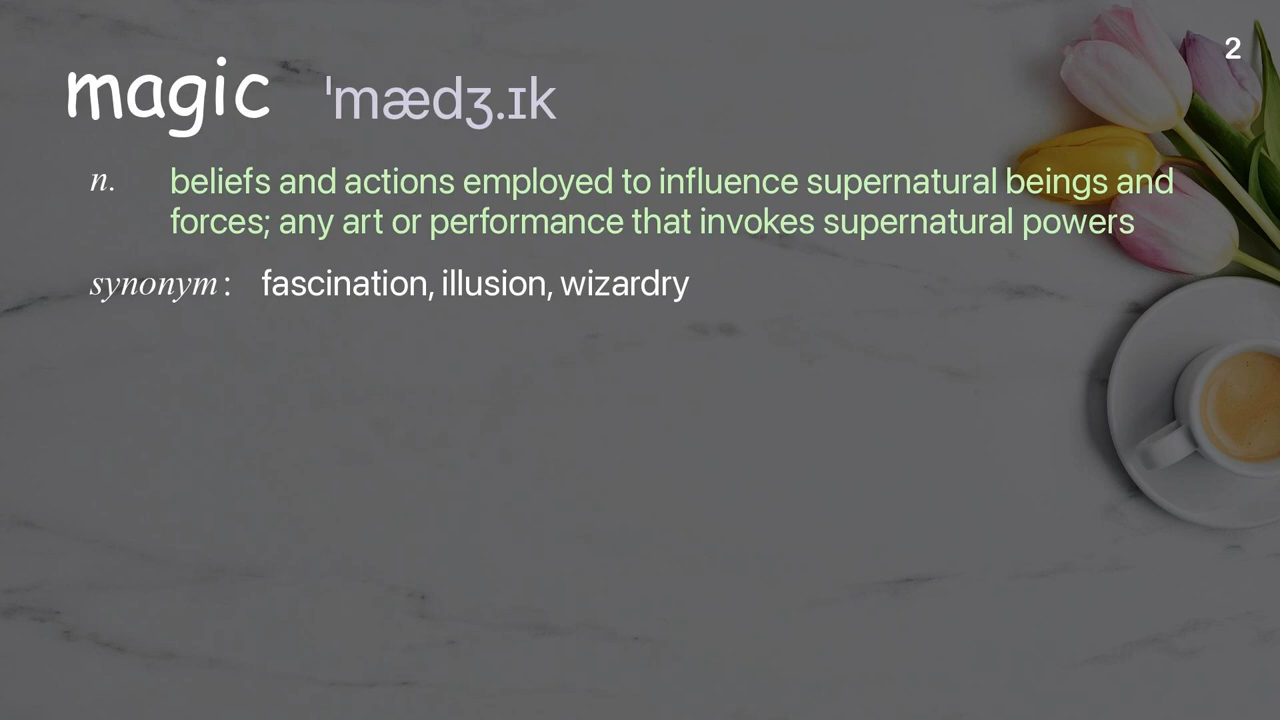 2
magic ˈmædʒ.ɪk
n. beliefs and actions employed to influence supernatural beings and
forces; any art or performance that invokes supernatural powers
synonym: fascination, illusion, wizardry